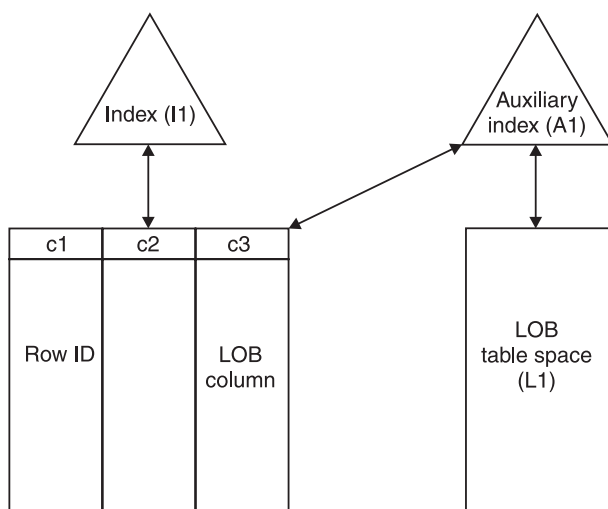 Index (I1)
Auxiliary
index (A1)
c1
c2
c3
Row ID
LOB
column
LOB
table space
(L1)